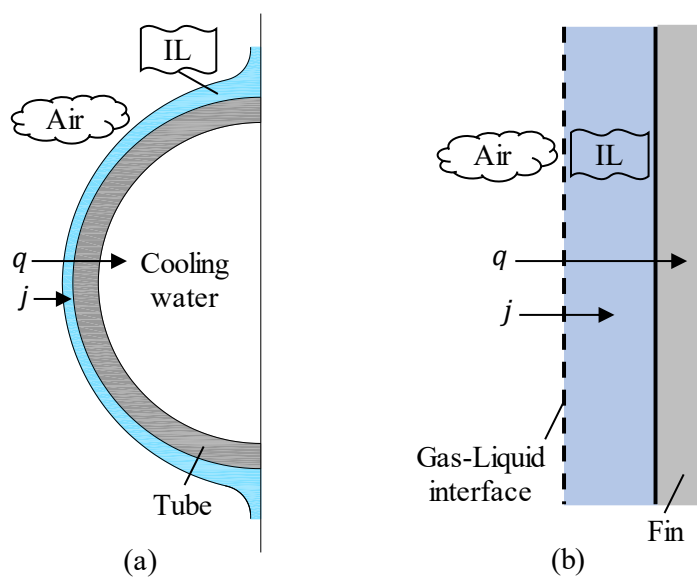 IL
Air
q
Cooling
water
j
Tube
(a)
Air
IL
q
j
Gas-Liquid
interface
Fin
(b)